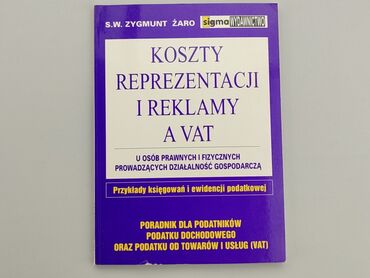 S.W. ZYGMUNT ŻARO sigma WYDAWNICTWO
KOSZTY
REPREZENTACJI
I REKLAMY
A VAT
U OSÓB PRAWNYCH I FIZYCZNYCH
PROWADZĄCYCH DZIAŁALNOŚĆ GOSPODARCZĄ
Przykłady księgowań i ewidencji podatkowej
PORADNIK DLA PODATNIKÓW
PODATKU DOCHODOWEGO
ORAZ PODATKU OD TOWARÓW I USŁUG (VAT)